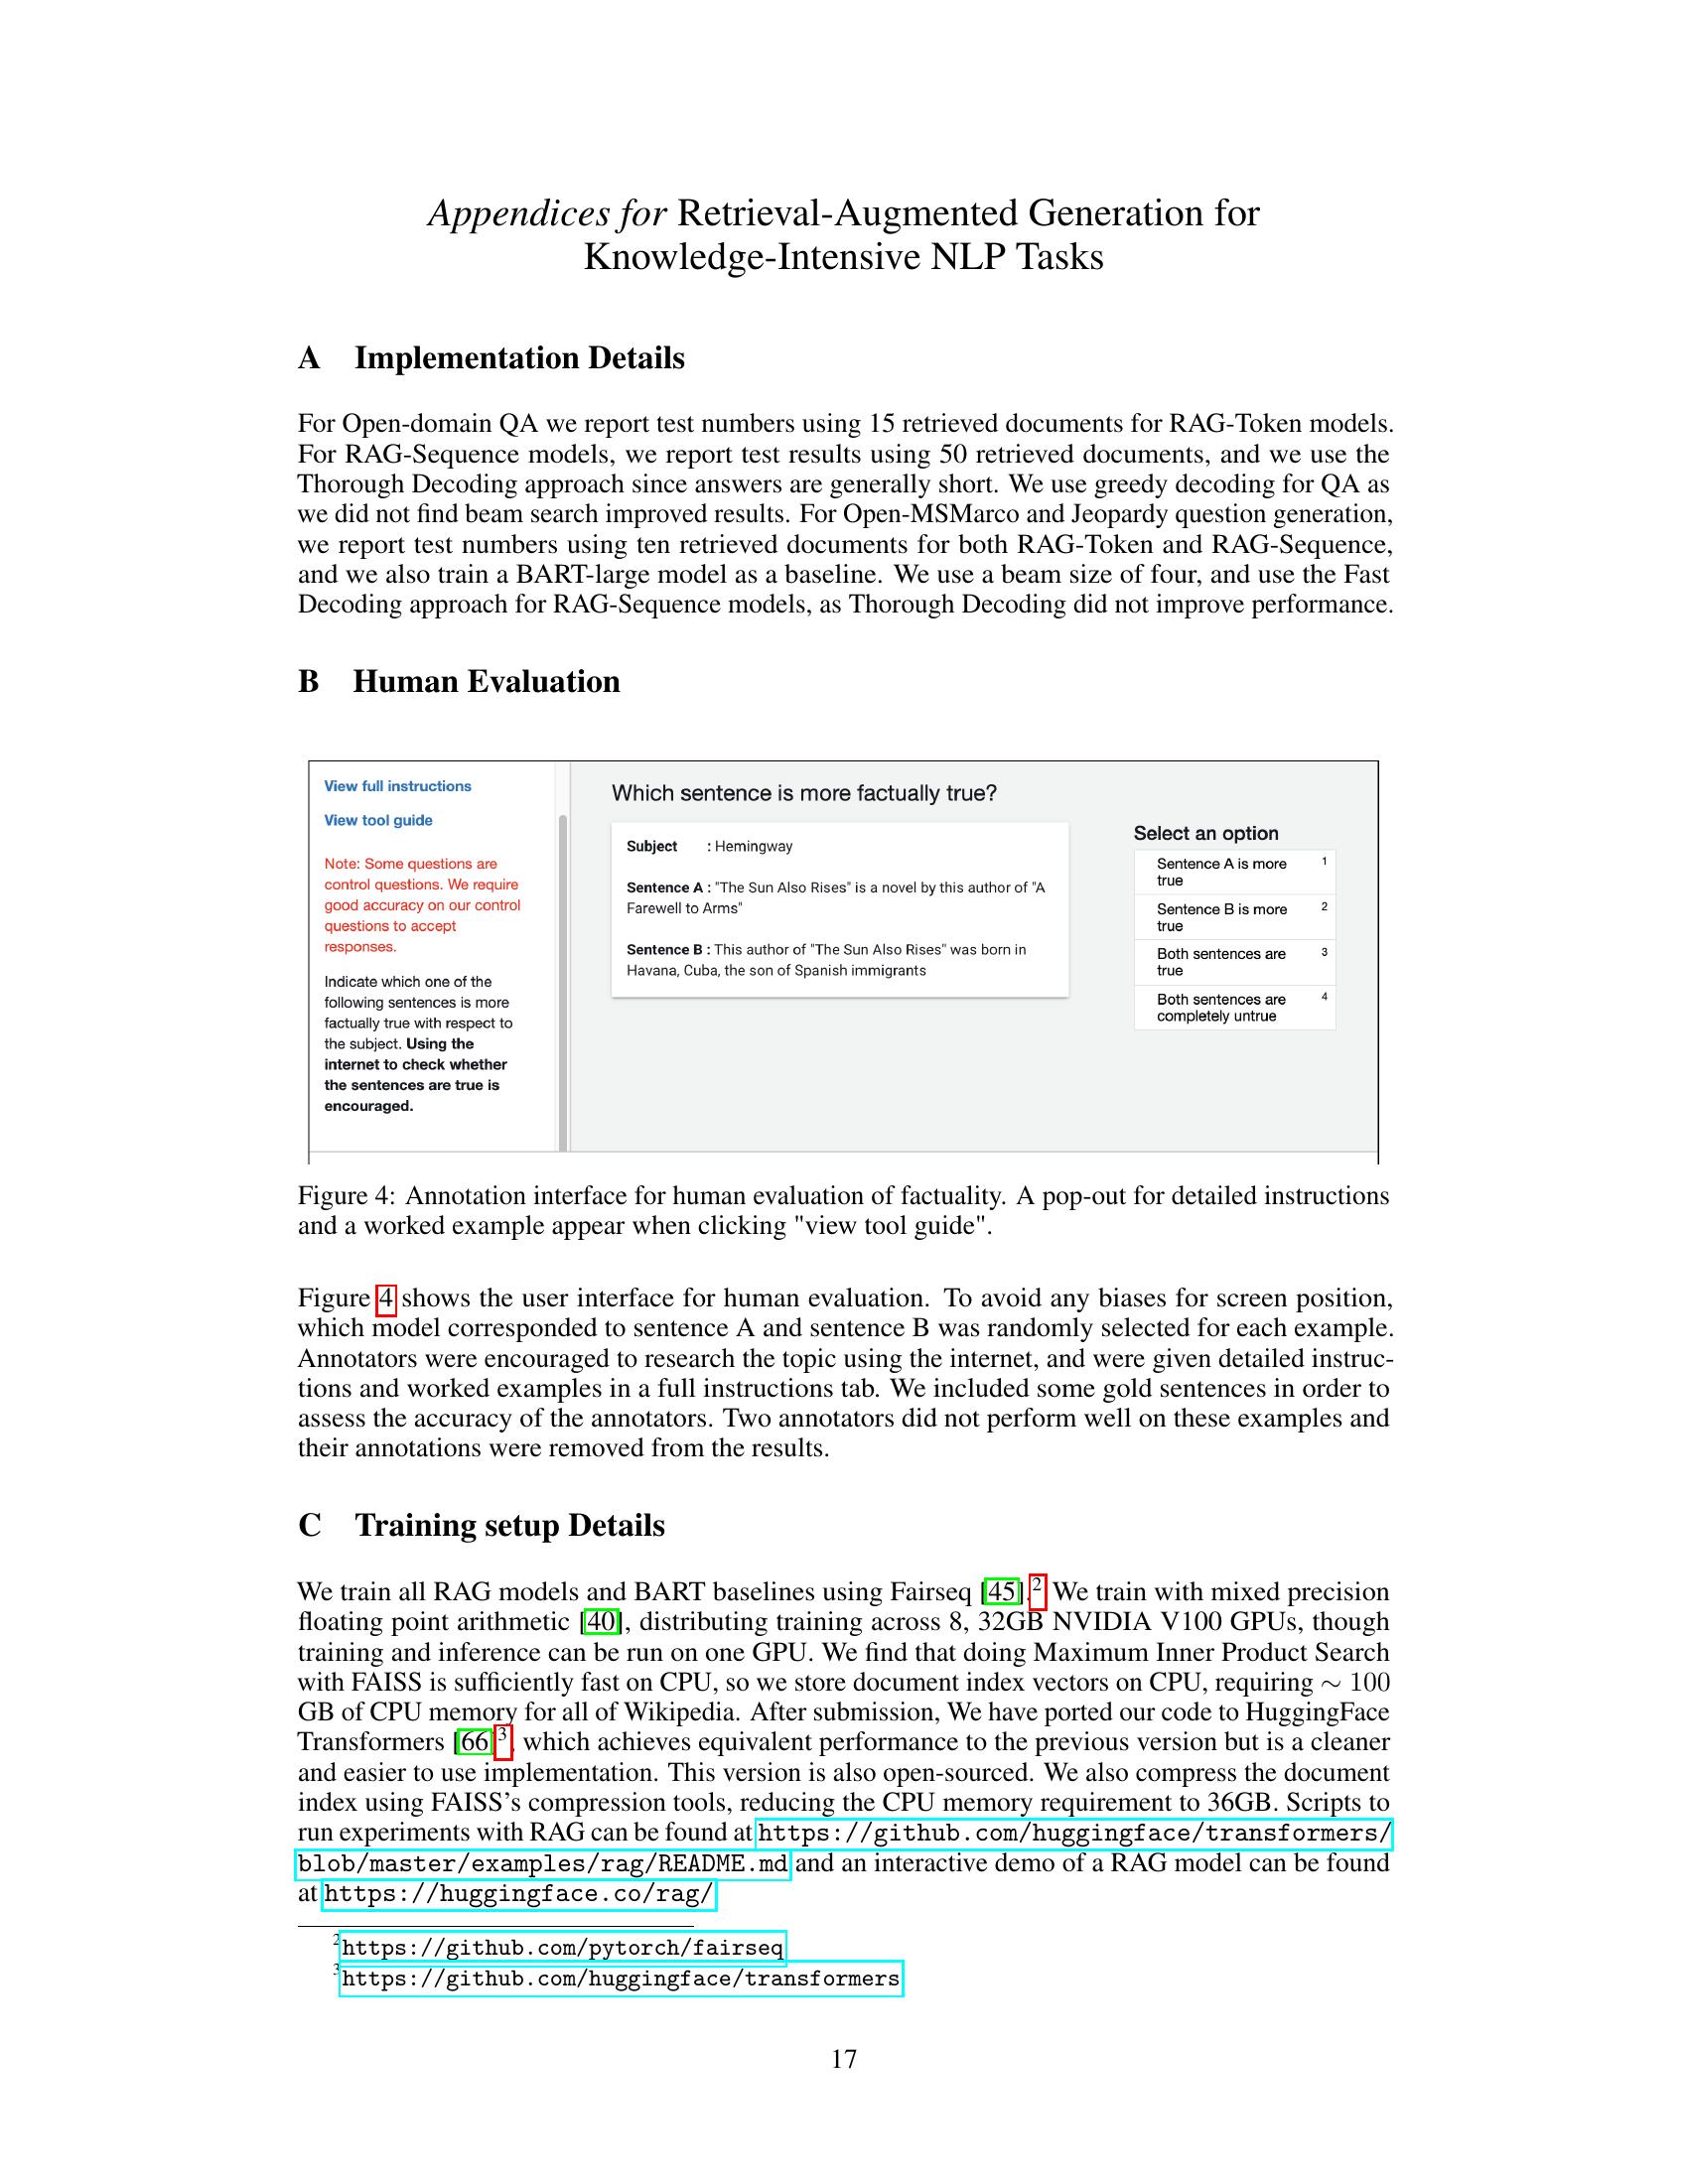 Appendices for Retrieval-Augmented Generation for
Knowledge-Intensive NLP Tasks
A Implementation Details
For Open-domain QA we report test numbers using 15 retrieved documents for RAG-Token models.
For RAG-Sequence models, we report test results using 50 retrieved documents, and we use the
Thorough Decoding approach since answers are generally short. We use greedy decoding for QA as
we did not find beam search improved results. For Open-MSMarco and Jeopardy question generation,
we report test numbers using ten retrieved documents for both RAG-Token and RAG-Sequence,
and we also train a BART-large model as a baseline. We use a beam size of four, and use the Fast
Decoding approach for RAG-Sequence models, as Thorough Decoding did not improve performance.
B Human Evaluation
View full instructions
View tool guide
Note: Some questions are
control questions. We require
good accuracy on our control
questions to accept
responses.
Indicate which one of the
following sentences is more
factually true with respect to
the subject. Using the
internet to check whether
the sentences are true is
encouraged.
Which sentence is more factually true?
Subject : Hemingway
Sentence A : "The Sun Also Rises" is a novel by this author of "A
Farewell to Arms"
Sentence B : This author of "The Sun Also Rises" was born in
Havana, Cuba, the son of Spanish immigrants
Select an option
Sentence A is more 1
true
Sentence B is more 2
true
Both sentences are 3
true
Both sentences are 4
completely untrue
Figure 4: Annotation interface for human evaluation of factuality. A pop-out for detailed instructions
and a worked example appear when clicking "view tool guide".
Figure 4 shows the user interface for human evaluation. To avoid any biases for screen position,
which model corresponded to sentence A and sentence B was randomly selected for each example.
Annotators were encouraged to research the topic using the internet, and were given detailed instruc-
tions and worked examples in a full instructions tab. We included some gold sentences in order to
assess the accuracy of the annotators. Two annotators did not perform well on these examples and
their annotations were removed from the results.
C Training setup Details
We train all RAG models and BART baselines using Fairseq [45].2 We train with mixed precision
floating point arithmetic [40], distributing training across 8, 32GB NVIDIA V100 GPUs, though
training and inference can be run on one GPU. We find that doing Maximum Inner Product Search
with FAISS is sufficiently fast on CPU, so we store document index vectors on CPU, requiring ∼ 100
GB of CPU memory for all of Wikipedia. After submission, We have ported our code to HuggingFace
Transformers [66]3, which achieves equivalent performance to the previous version but is a cleaner
and easier to use implementation. This version is also open-sourced. We also compress the document
index using FAISS's compression tools, reducing the CPU memory requirement to 36GB. Scripts to
run experiments with RAG can be found at https://github.com/huggingface/transformers/
blob/master/examples/rag/README.md and an interactive demo of a RAG model can be found
at https://huggingface.co/rag/
2https://github.com/pytorch/fairseq
3https://github.com/huggingface/transformers
17